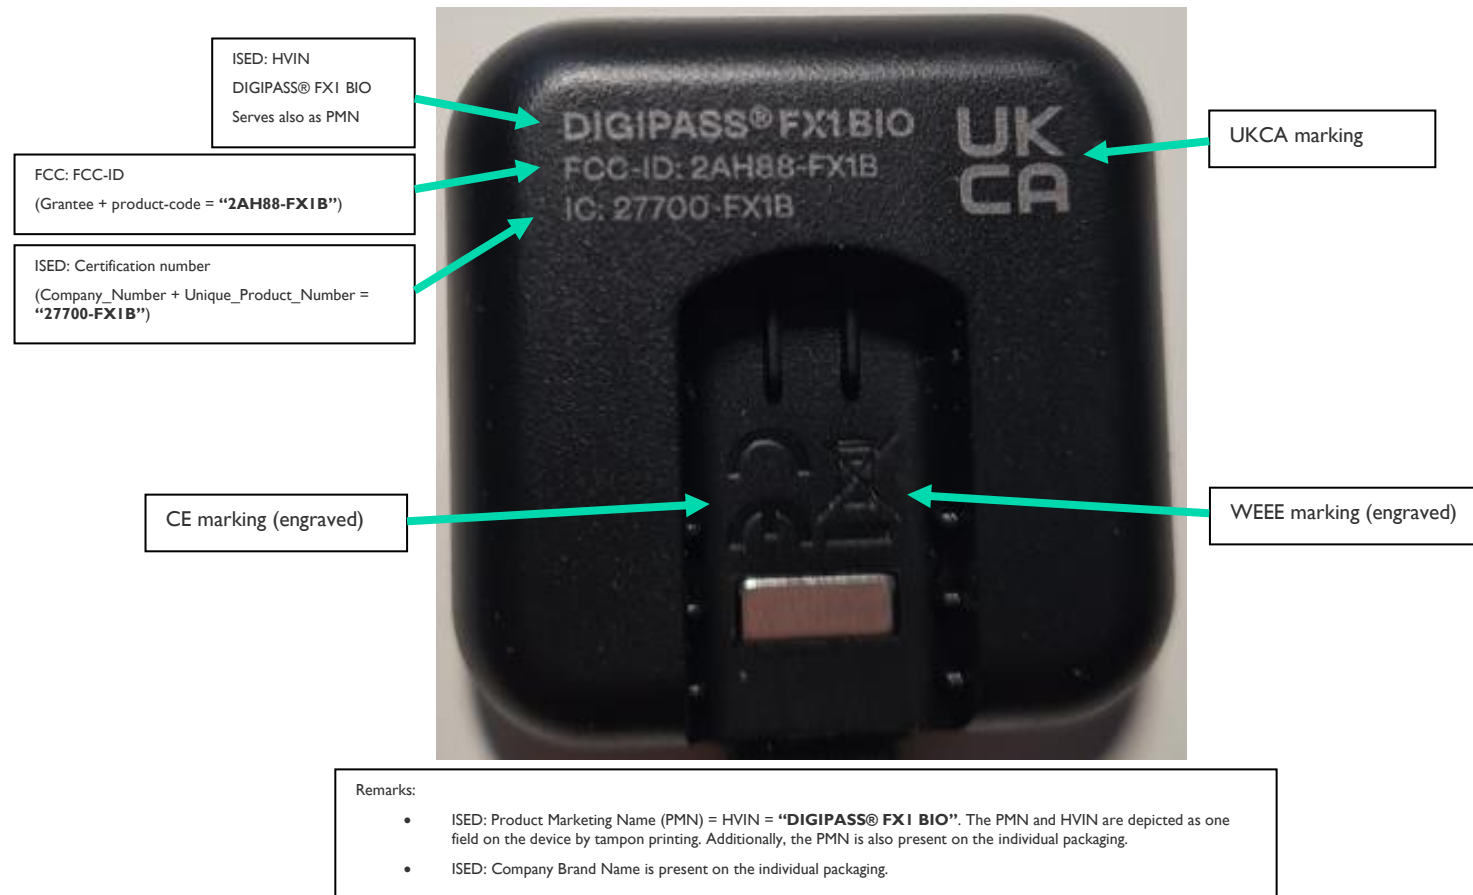 ISED: HVIN
DIGIPASS® FX1 BIO
Serves also as PMN
FCC: FCC-ID
(Grantee + product-code = “2AH88-FX1B”)
ISED: Certification number
(Company_Number + Unique_Product_Number =
“27700-FX1B”)
DIGIPASS® FX1 BIO
FCC-ID: 2AH88-FX1B
IC: 27700-FX1B
UK
CA
UKCA marking
CE marking (engraved)
CE
WEEE marking (engraved)
Remarks:
• ISED: Product Marketing Name (PMN) = HVIN = “DIGIPASS® FX1 BIO”. The PMN and HVIN are depicted as one
field on the device by tampon printing. Additionally, the PMN is also present on the individual packaging.
• ISED: Company Brand Name is present on the individual packaging.